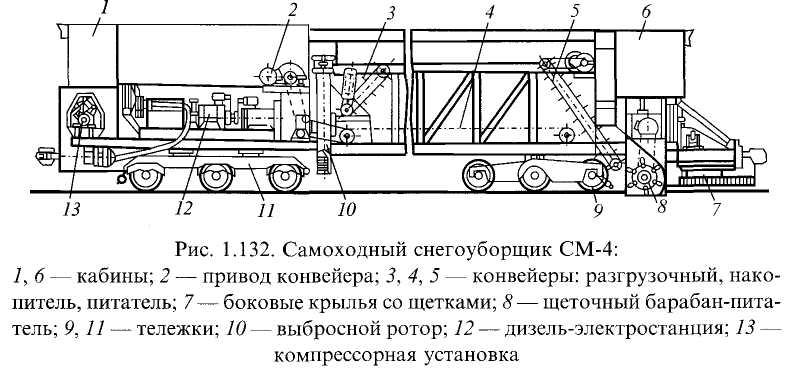 1 2 3 4 5 6
13 12 11 10 9 8 7
Рис. 1.132. Самоходный снегоуборщик СМ-4:
1, 6 — кабины; 2 — привод конвейера; 3, 4, 5 — конвейеры: разгрузочный, нако-
питель, питатель; 7 — боковые крылья со щетками; 8 — щеточный барабан-пита-
тель; 9, 11 — тележки; 10 — выбросной ротор; 12 — дизель-электростанция; 13 —
компрессорная установка